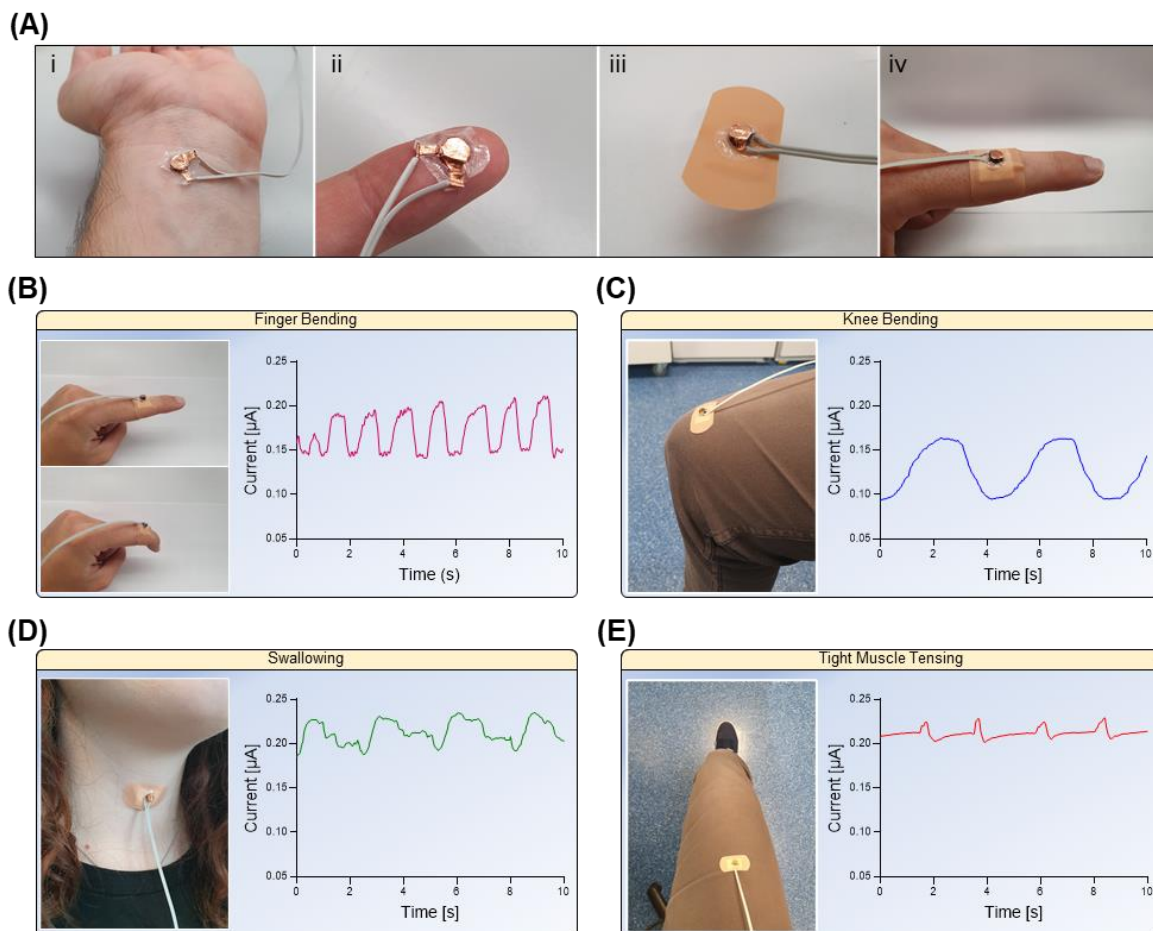 (A)
i
ii
iii
iv
(B)
Finger Bending
0.25
0.20
0.15
0.10
0.05
Current [µA]
0
2
4
6
8
10
Time (s)
(C)
Knee Bending
0.25
0.20
0.15
0.10
0.05
Current [µA]
0
2
4
6
8
10
Time [s]
(D)
Swallowing
0.25
0.20
0.15
0.10
0.05
Current [µA]
0
2
4
6
8
10
Time [s]
(E)
Tight Muscle Tensing
0.25
0.20
0.15
0.10
0.05
Current [µA]
0
2
4
6
8
10
Time [s]